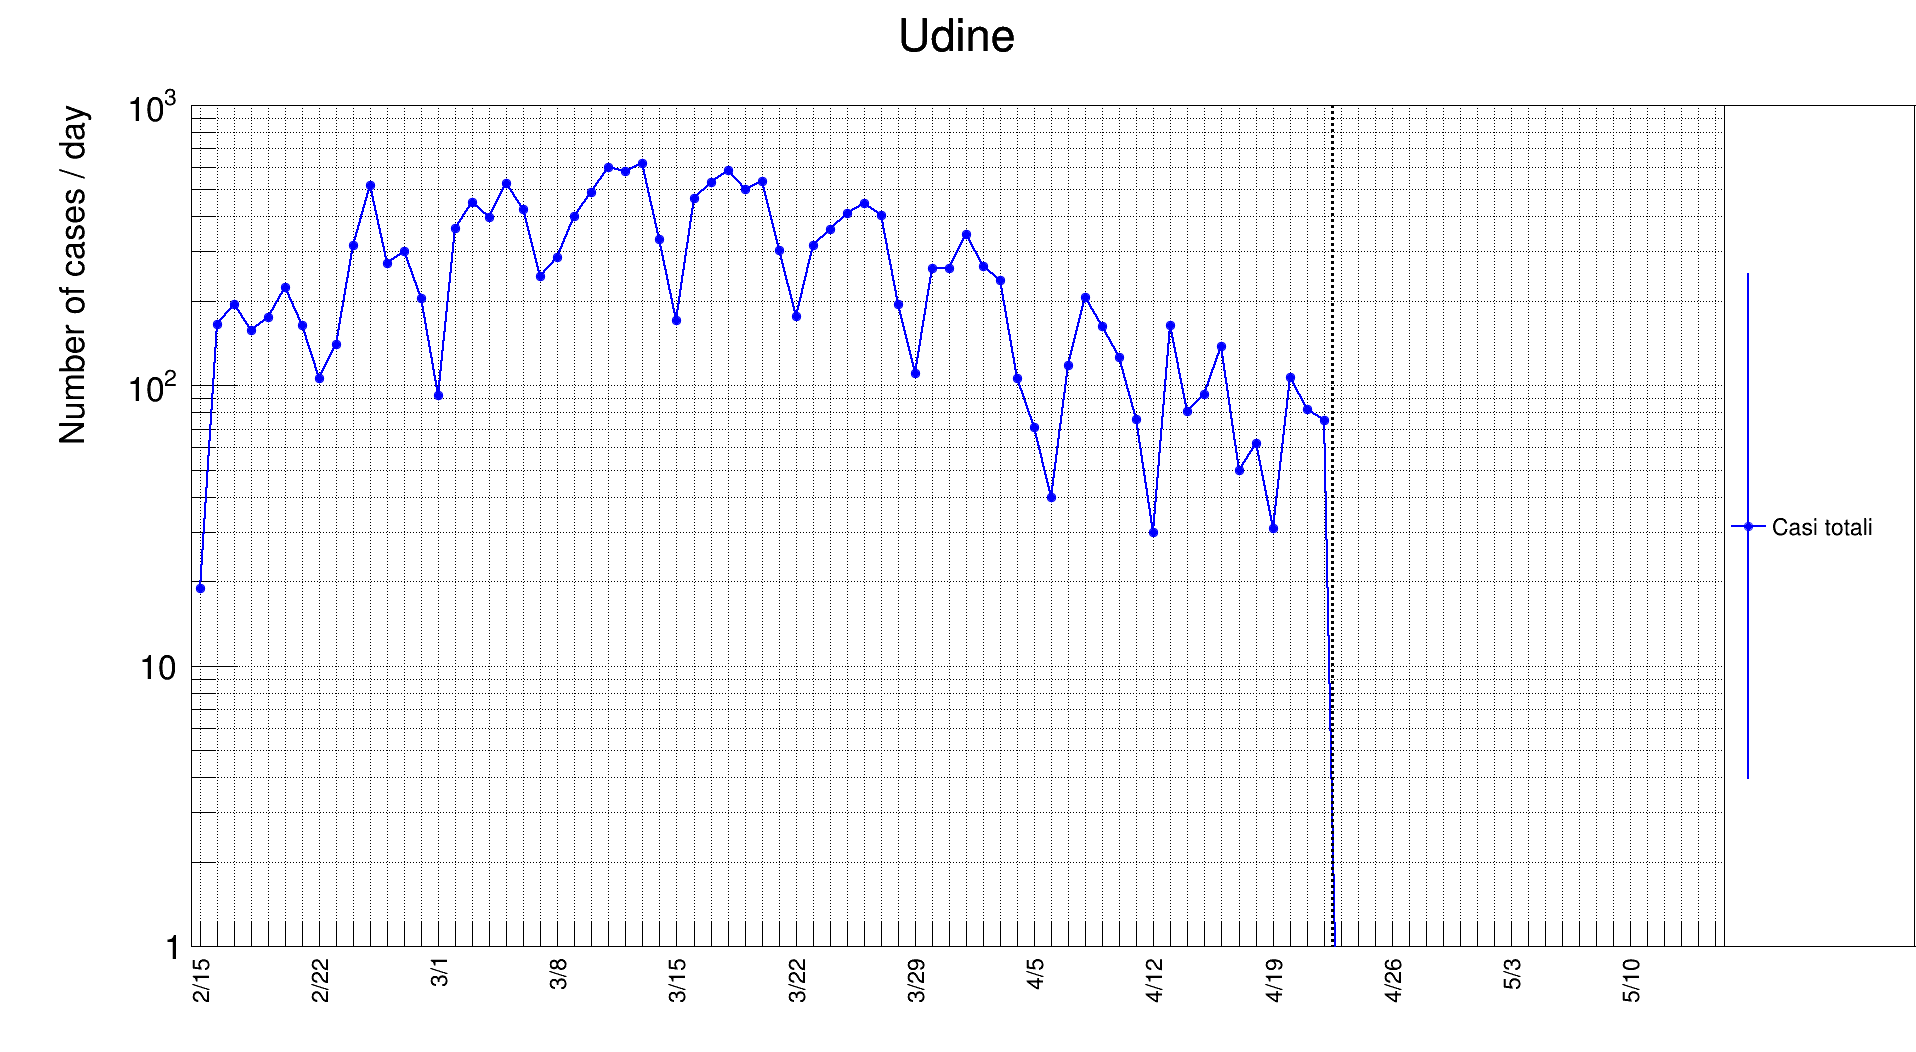 Udine
Number of cases / day
10³
10²
10
1
2/15 2/22 3/1 3/8 3/15 3/22 3/29 4/5 4/12 4/19 4/26 5/3 5/10
Casi totali